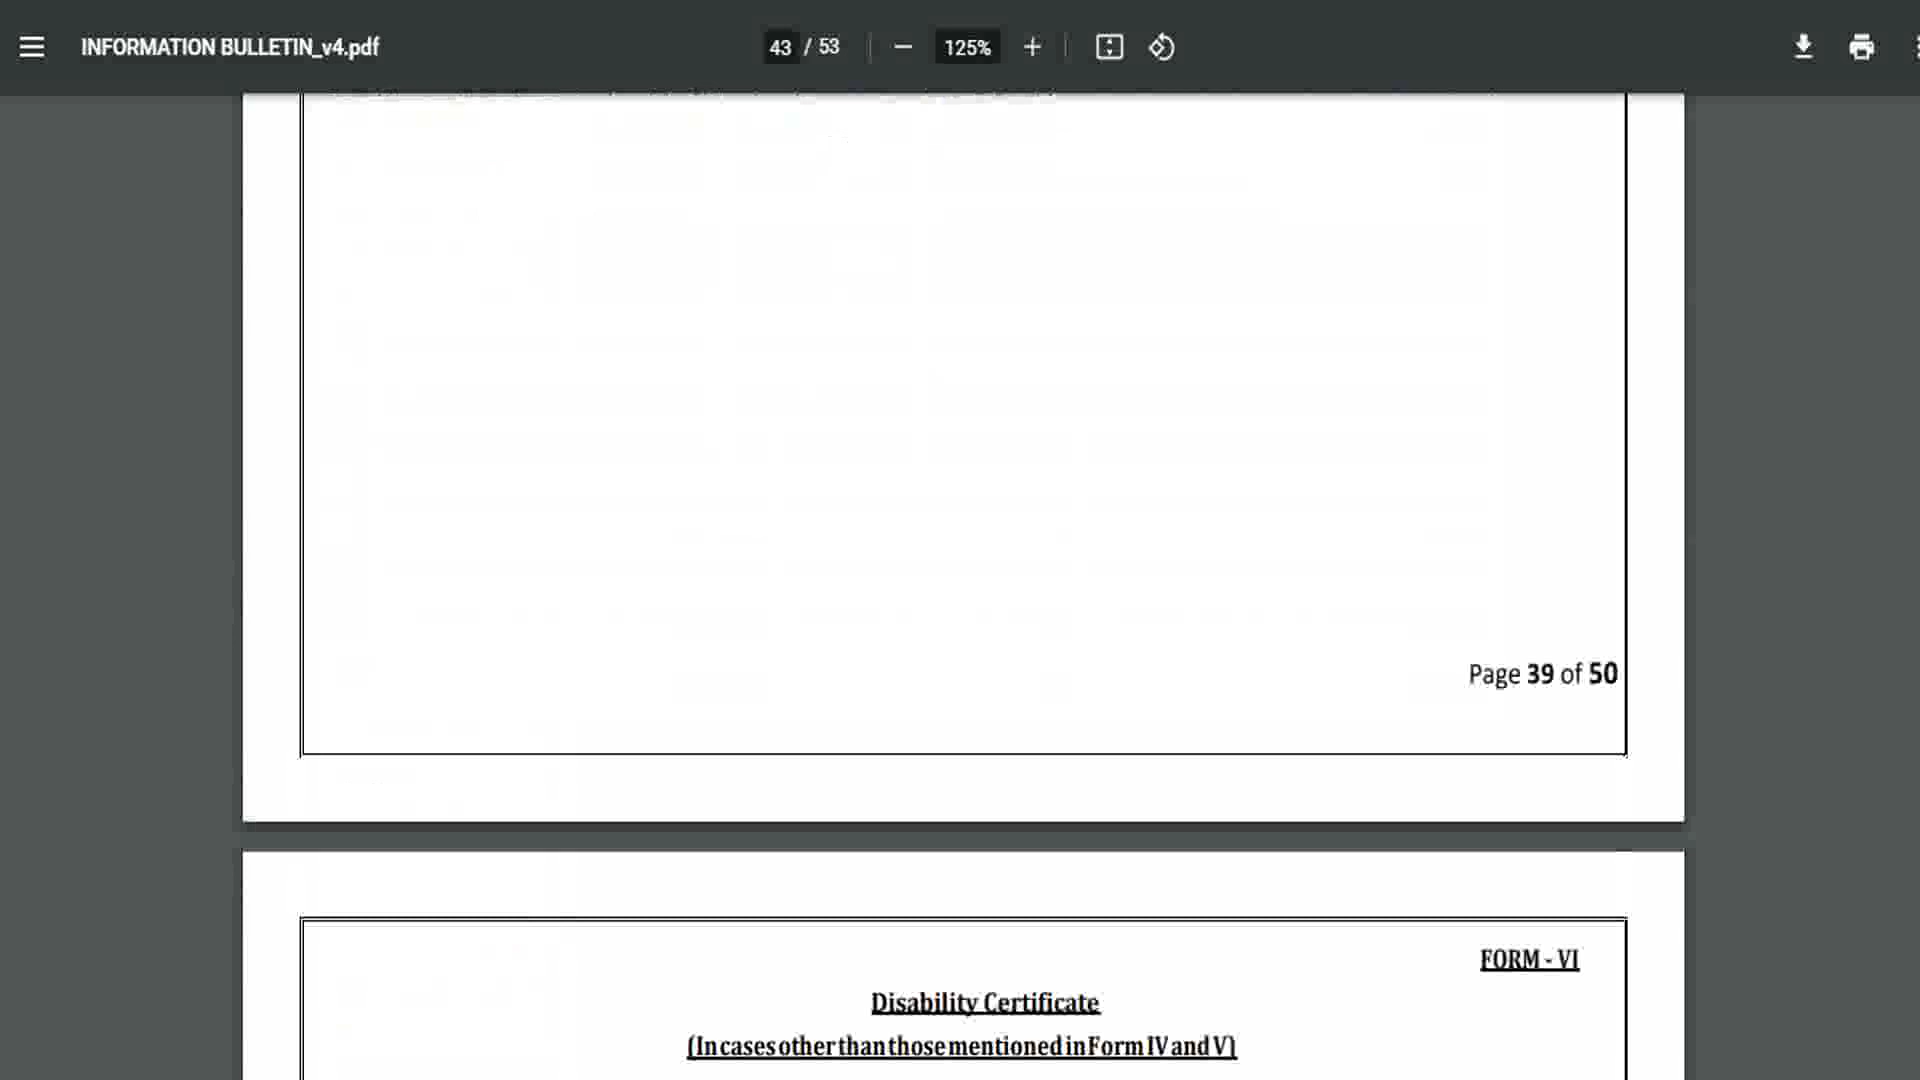 INFORMATION BULLETIN_v4.pdf
43 / 53
125%
Page 39 of 50
FORM - VI
Disability Certificate
(In cases other than those mentioned in Form IV and V)